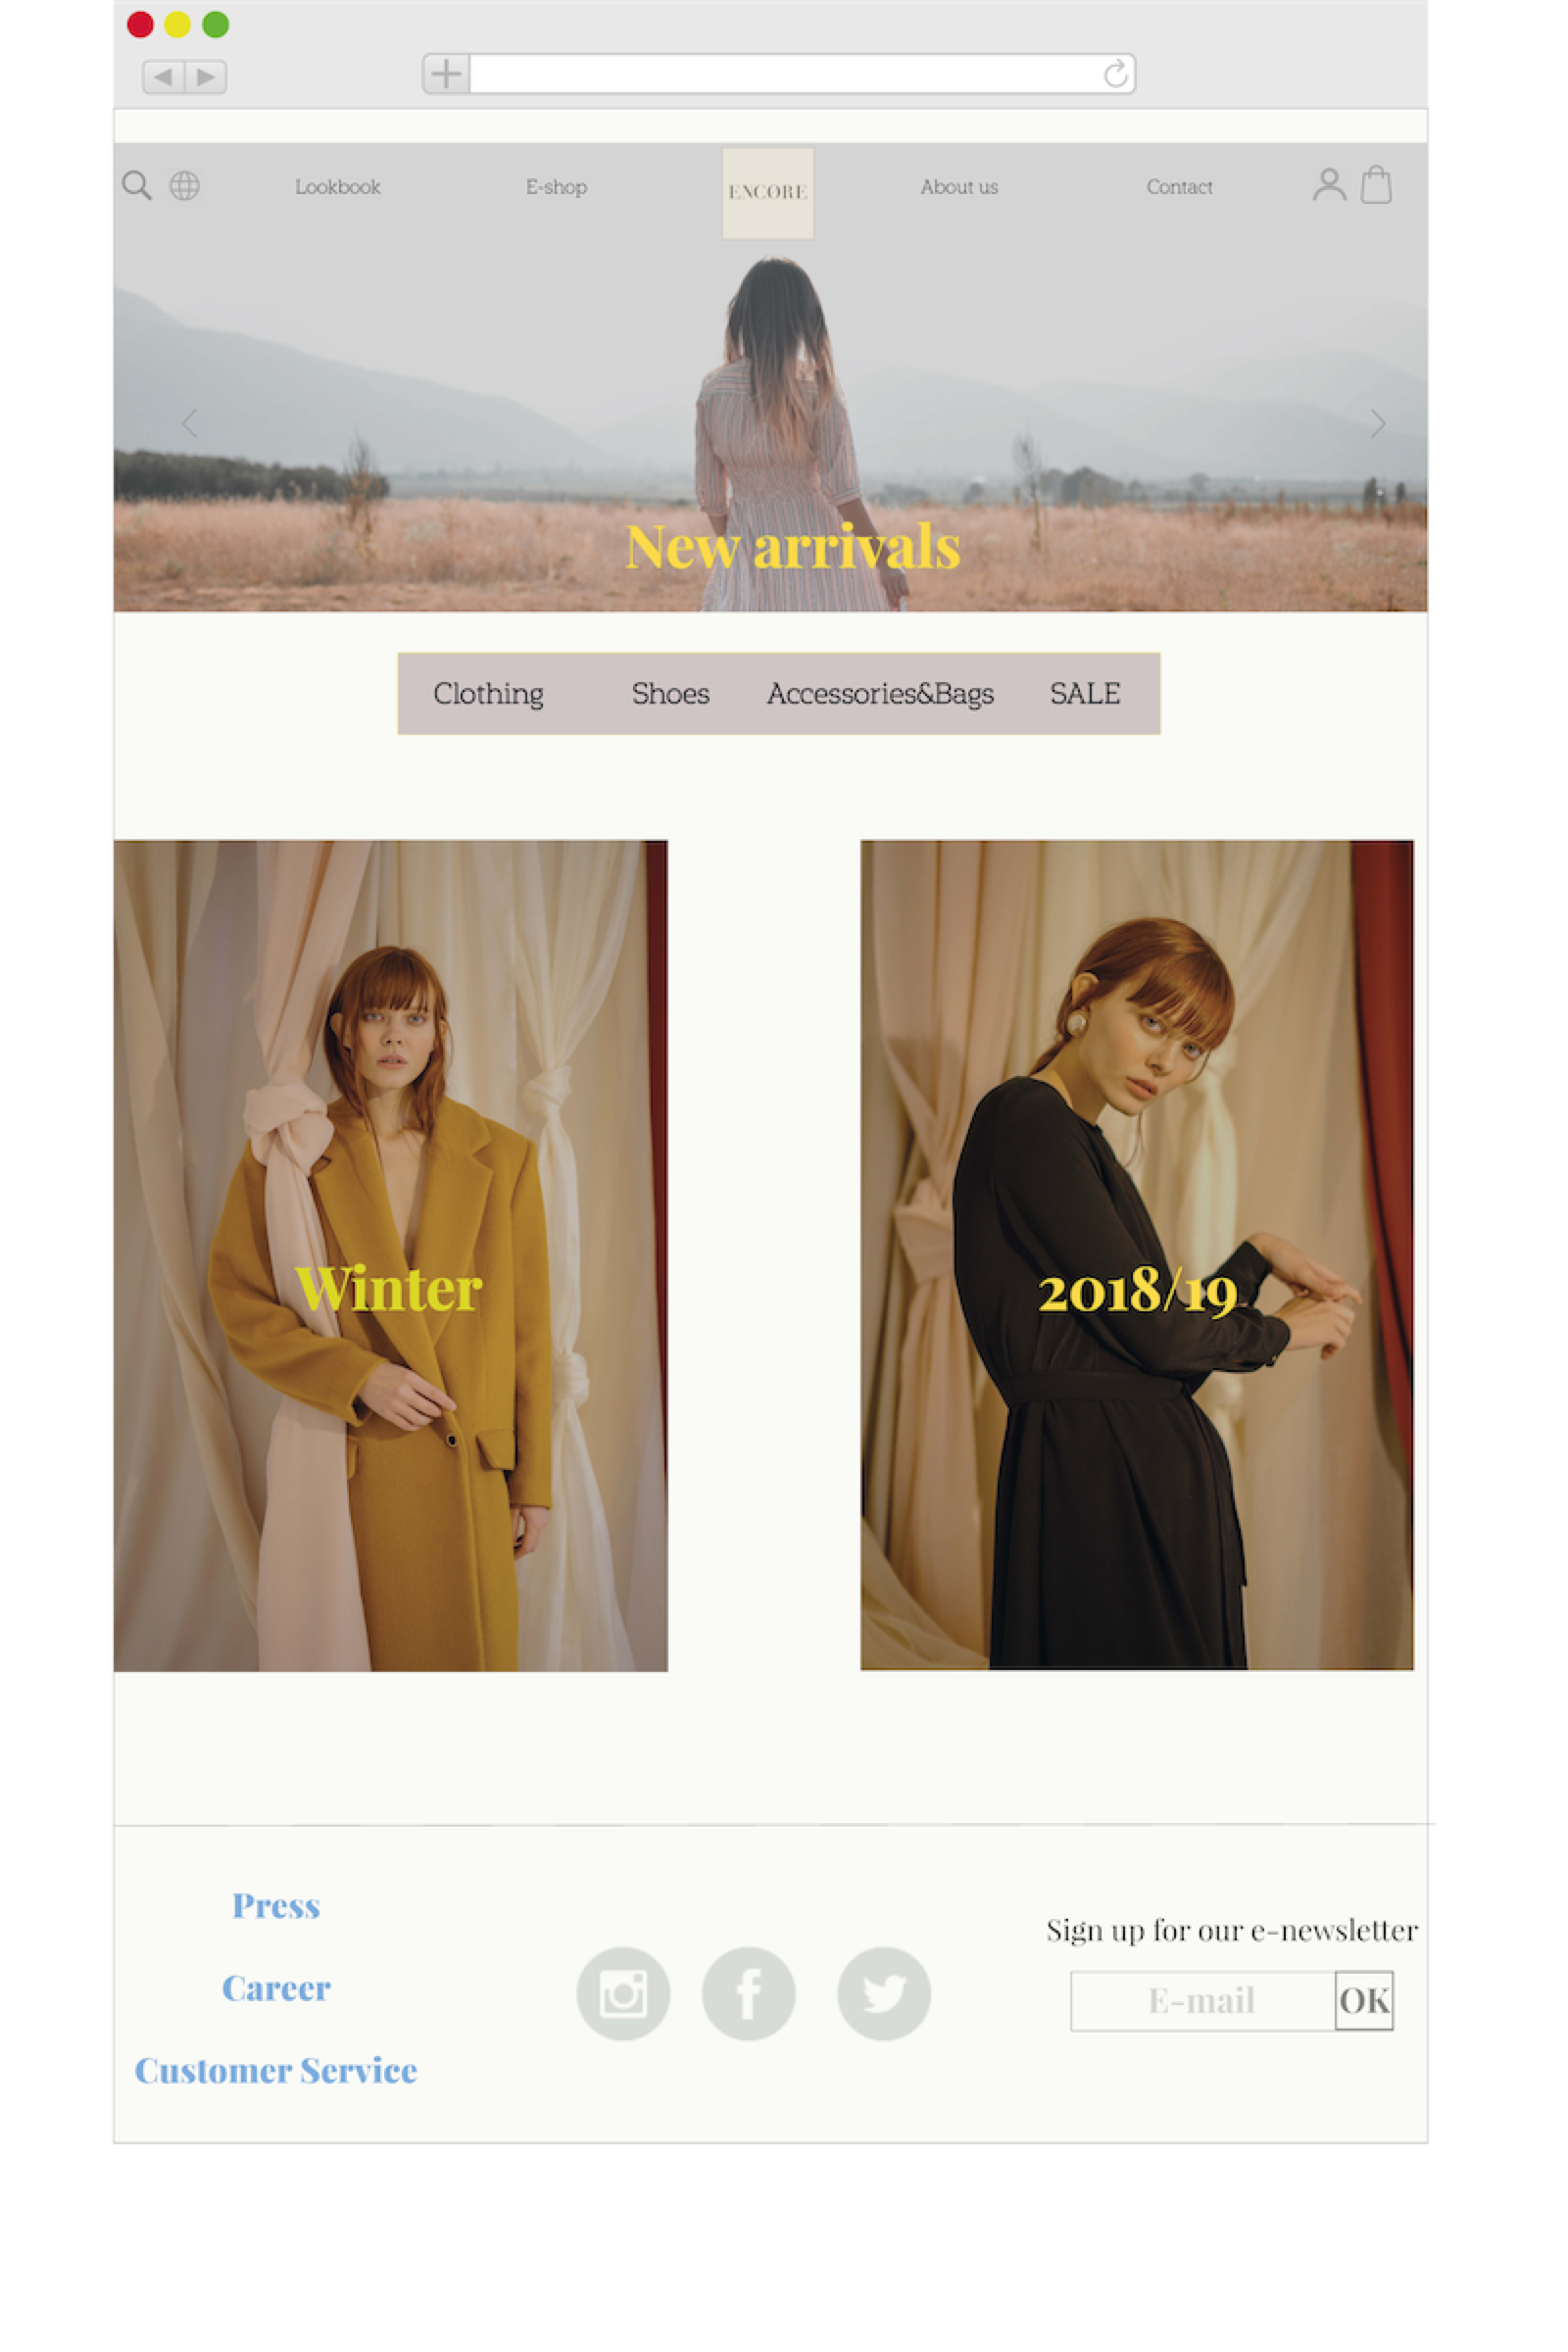 Lookbook
E-shop
ENCORE
About us
Contact
New arrivals
Clothing
Shoes
Accessories&Bags
SALE
Winter
2018/19
Press
Career
Customer Service
Sign up for our e-newsletter
E-mail
OK